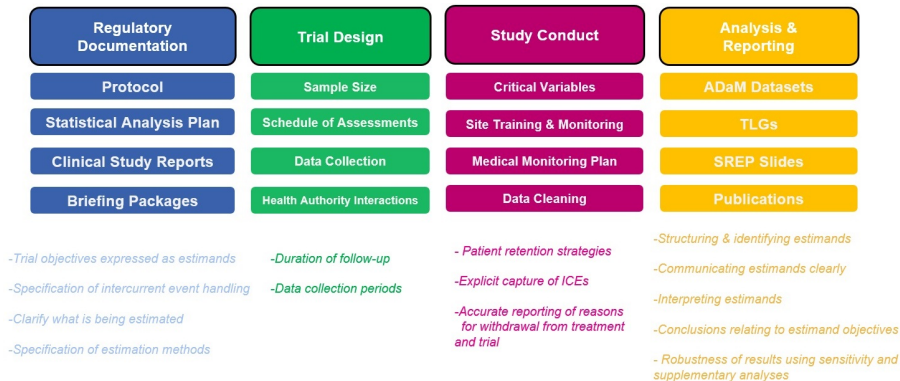 Regulatory
Documentation
Protocol
Statistical Analysis Plan
Clinical Study Reports
Briefing Packages
-Trial objectives expressed as estimands
-Specification of intercurrent event handling
-Clarify what is being estimated
-Specification of estimation methods
Trial Design
Sample Size
Schedule of Assessments
Data Collection
Health Authority Interactions
-Duration of follow-up
-Data collection periods
Study Conduct
Critical Variables
Site Training & Monitoring
Medical Monitoring Plan
Data Cleaning
- Patient retention strategies
-Explicit capture of ICEs
-Accurate reporting of reasons
for withdrawal from treatment
and trial
Analysis &
Reporting
ADaM Datasets
TLGs
SREP Slides
Publications
-Structuring & identifying estimands
-Communicating estimands clearly
-Interpreting estimands
-Conclusions relating to estimand objectives
- Robustness of results using sensitivity and
supplementary analyses